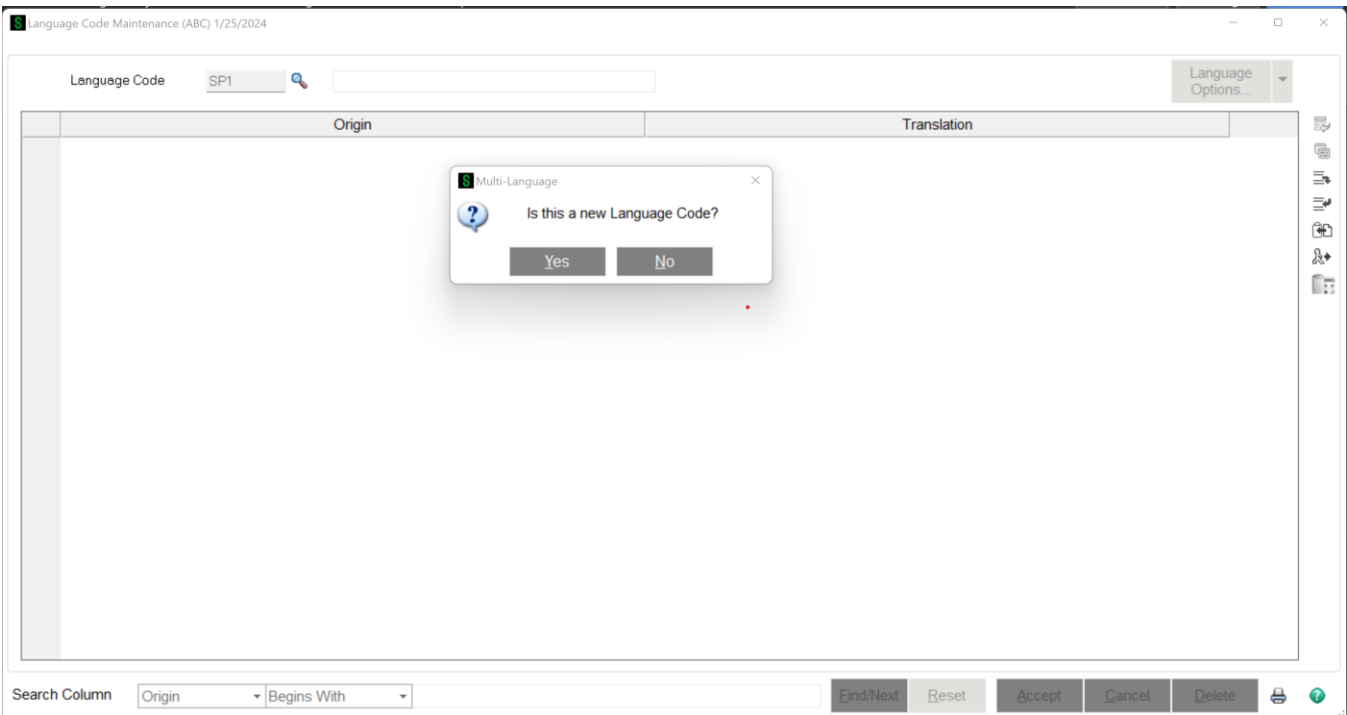 Language Code Maintenance (ABC) 1/25/2024
Language Code SP1
Language
Options...
Origin Translation
Multi-Language
Is this a new Language Code?
Yes No
Search Column Origin Begins With Find/Next Reset Accept Cancel Delete